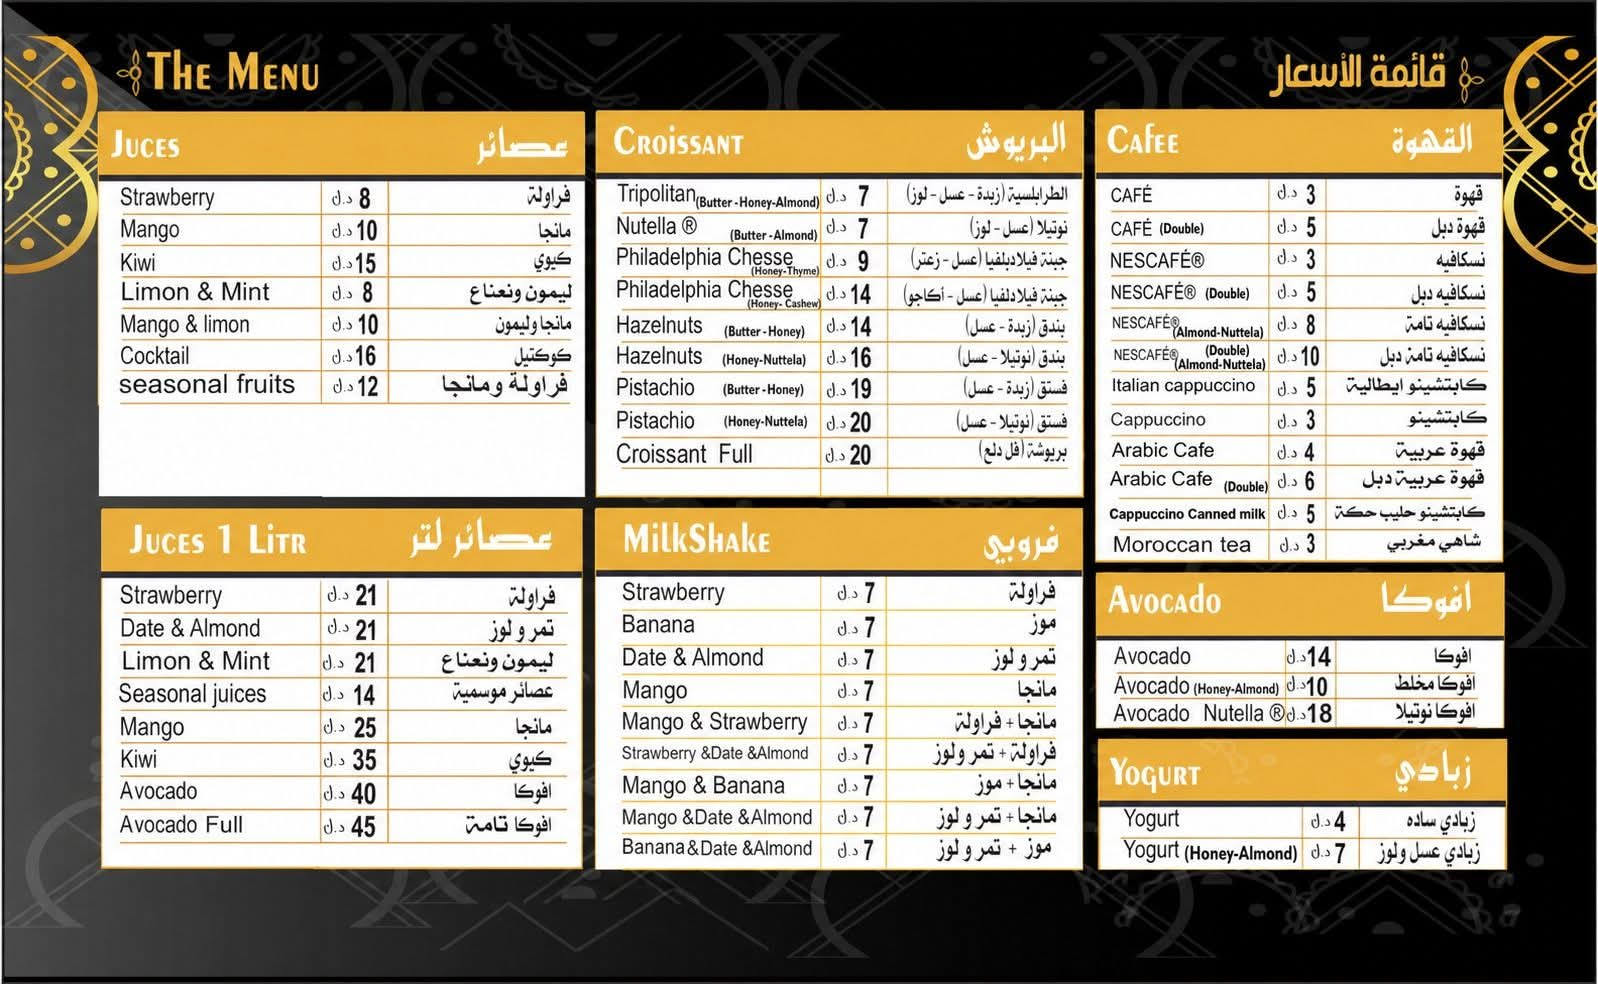 The Menu
قائمة الأسعار
Juces عصائر
Strawberry 8 د.ك فراولة
Mango 10 د.ك مانجا
Kiwi 15 د.ك كيوي
Limon & Mint 8 د.ك ليمون ونعناع
Mango & limon 10 د.ك مانجا وليمون
Cocktail 16 د.ك كوكتيل
seasonal fruits 12 د.ك فراولة ومانجا
Juces 1 Litr عصائر لتر
Strawberry 21 د.ك فراولة
Date & Almond 21 د.ك تمر و لوز
Limon & Mint 21 د.ك ليمون ونعناع
Seasonal juices 14 د.ك عصائر موسمية
Mango 25 د.ك مانجا
Kiwi 35 د.ك كيوي
Avocado 40 د.ك افوكا
Avocado Full 45 د.ك افوكا تامة
Croissant البريوش
Tripolitan (Butter -Honey-Almond) 7 د.ك الطرابلسية (زبدة - عسل - لوز)
Nutella ® (Butter -Almond) 7 د.ك نوتيلا (عسل - لوز)
Philadelphia Chesse (Honey-Thyme) 9 د.ك جبنة فيلادبلفيا (عسل - زعتر)
Philadelphia Chesse (Honey- Cashew) 14 د.ك جبنة فيلادلفيا (عسل - أكاجو)
Hazelnuts (Butter -Honey) 14 د.ك بندق (زبدة - عسل)
Hazelnuts (Honey-Nuttela) 16 د.ك بندق (نوتيلا - عسل)
Pistachio (Butter -Honey) 19 د.ك فستق (زبدة - عسل)
Pistachio (Honey-Nuttela) 20 د.ك فستق (نوتيلا - عسل)
Croissant Full 20 د.ك بريوشة (فل دلع)
MilkShake فروبي
Strawberry 7 د.ك فراولة
Banana 7 د.ك موز
Date & Almond 7 د.ك تمر و لوز
Mango 7 د.ك مانجا
Mango & Strawberry 7 د.ك مانجا + فراولة
Strawberry &Date &Almond 7 د.ك فراولة + تمر ولوز
Mango & Banana 7 د.ك مانجا + موز
Mango &Date &Almond 7 د.ك مانجا + تمر و لوز
Banana &Date &Almond 7 د.ك موز + تمر و لوز
Cafee القهوة
CAFÉ 3 د.ك قهوة
CAFÉ (Double) 5 د.ك قهوة دبل
NESCAFÉ® 3 د.ك نسكافيه
NESCAFÉ® (Double) 5 د.ك نسكافيه دبل
NESCAFÉ® (Almond-Nuttela) 8 د.ك نسكافيه تامة
NESCAFÉ® (Double) (Almond-Nuttela) 10 د.ك نسكافيه تامة دبل
Italian cappuccino 5 د.ك كابتشينو ايطالية
Cappuccino 3 د.ك كابتشينو
Arabic Cafe 4 د.ك قهوة عربية
Arabic Cafe (Double) 6 د.ك قهوة عربية دبل
Cappuccino Canned milk 5 د.ك كابتشينو حليب حكة
Moroccan tea 3 د.ك شاهي مغربي
Avocado افوكا
Avocado 14 د.ك افوكا
Avocado (Honey-Almond) 10 د.ك افوكا مخلط
Avocado Nutella ® 18 د.ك افوكا نوتيلا
Yogurt زبادي
Yogurt 4 د.ك زبادي ساده
Yogurt (Honey-Almond) 7 د.ك زبادي عسل ولوز